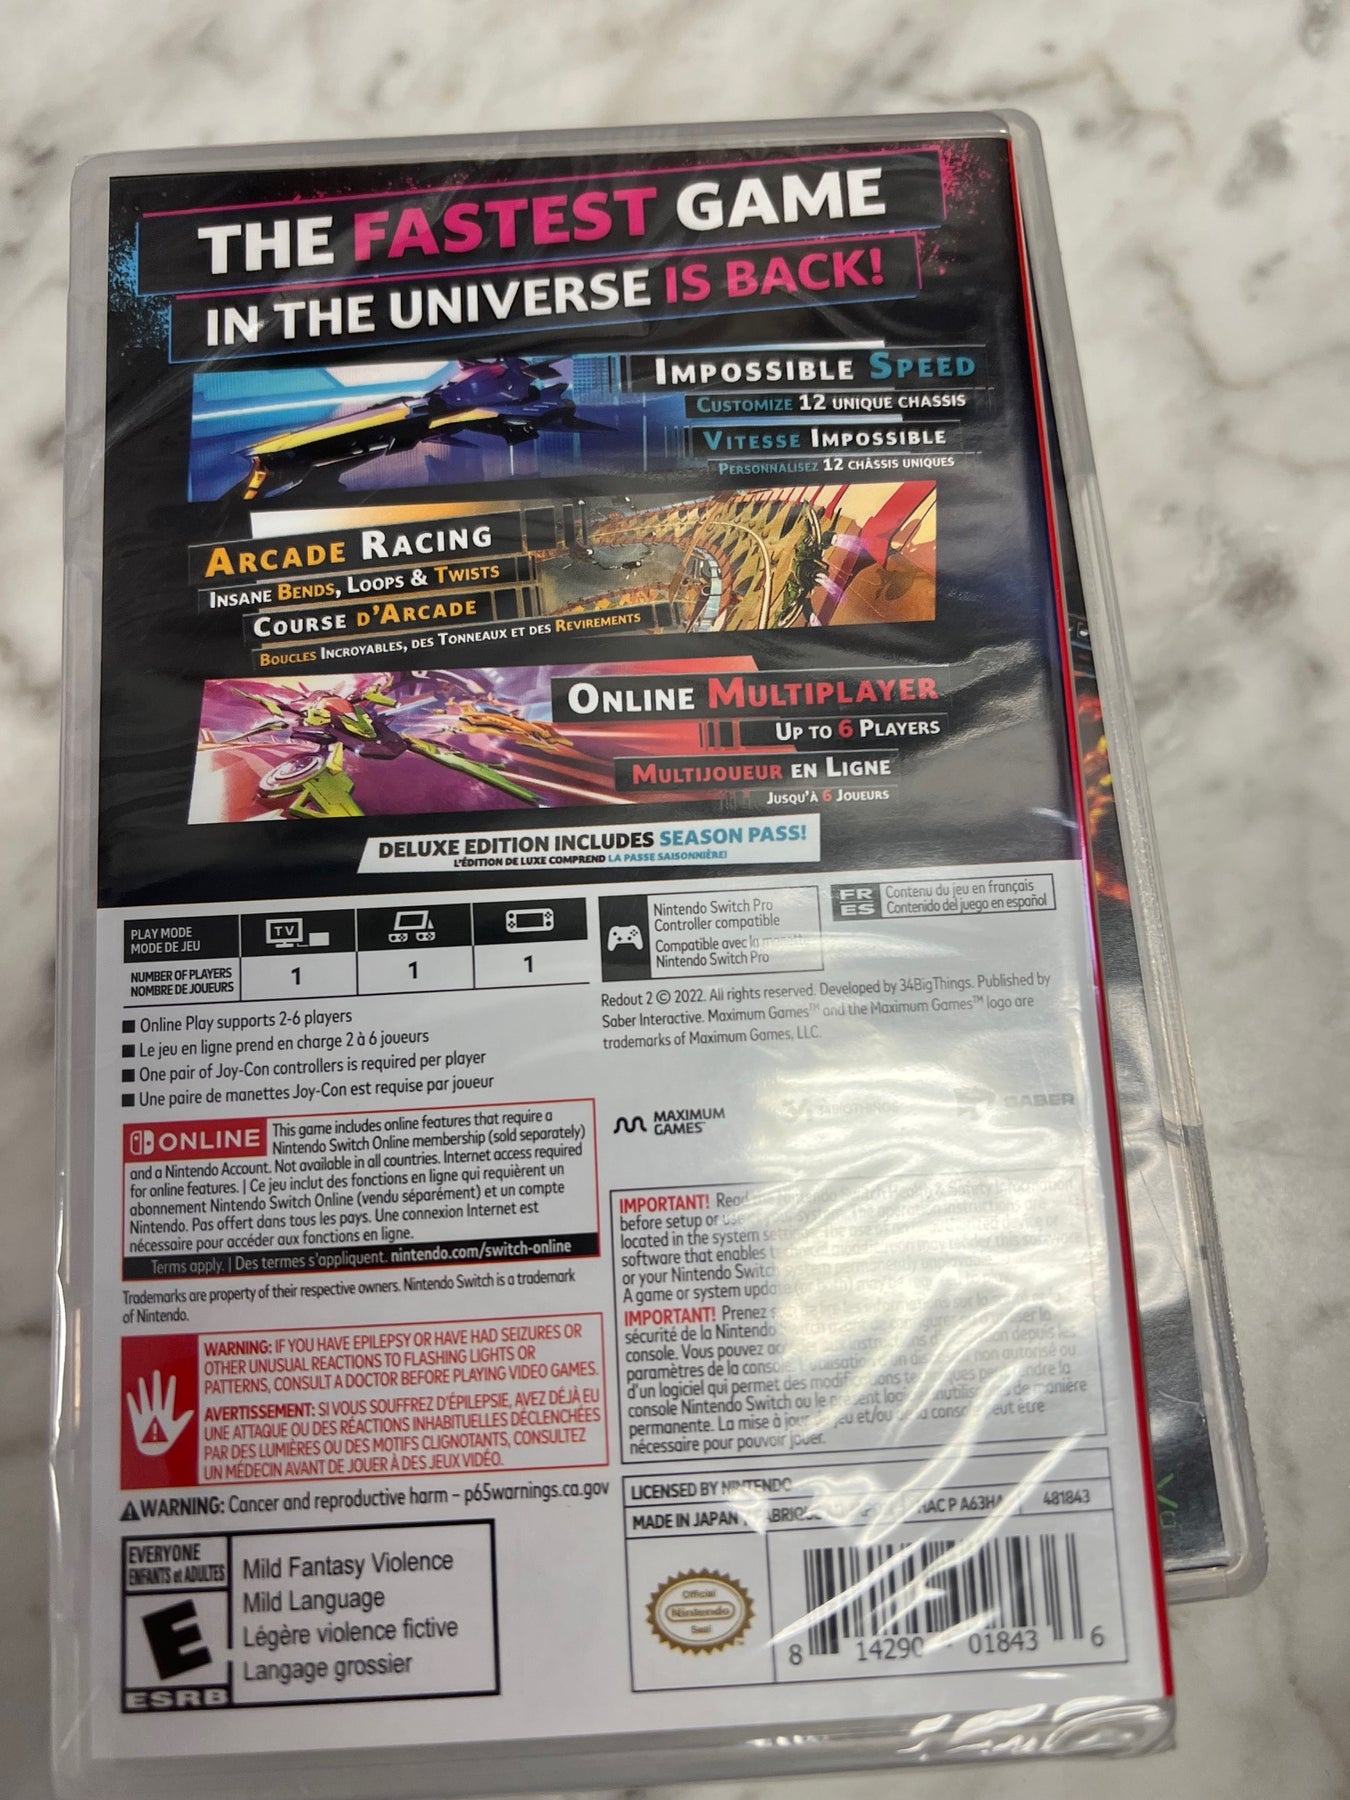 THE FASTEST GAME
IN THE UNIVERSE IS BACK!
IMPOSSIBLE SPEED
CUSTOMIZE 12 UNIQUE CHASSIS
VITESSE IMPOSSIBLE
PERSONNALISEZ 12 CHÂSSIS UNIQUES
ARCADE RACING
INSANE BENDS, LOOPS & TWISTS
COURSE D'ARCADE
BOUCLES INCROYABLES, DES TONNEAUX ET DES REVIREMENTS
ONLINE MULTIPLAYER
UP TO 6 PLAYERS
MULTIJOUEUR EN LIGNE
JUSQU'À 6 JOUEURS
DELUXE EDITION INCLUDES SEASON PASS!
L'ÉDITION DE LUXE COMPREND LA PASSE SAISONNIÈRE!
PLAY MODE
MODE DE JEU
TV
NUMBER OF PLAYERS
NOMBRE DE JOUEURS
1 1 1
Nintendo Switch Pro
Controller compatible
Compatible avec la manette
Nintendo Switch Pro
FR Contenu du jeu en français
ES Contenido del juego en español
Redout 2 © 2022. All rights reserved. Developed by 34BigThings. Published by
Saber Interactive. Maximum Games™ and the Maximum Games™ logo are
trademarks of Maximum Games, LLC.
■ Online Play supports 2-6 players
■ Le jeu en ligne prend en charge 2 à 6 joueurs
■ One pair of Joy-Con controllers is required per player
■ Une paire de manettes Joy-Con est requise par joueur
MAXIMUM
GAMES
34BIGTHINGS
SABER
ONLINE
This game includes online features that require a
Nintendo Switch Online membership (sold separately)
and a Nintendo Account. Not available in all countries. Internet access required
for online features. | Ce jeu inclut des fonctions en ligne qui requièrent un
abonnement Nintendo Switch Online (vendu séparément) et un compte
Nintendo. Pas offert dans tous les pays. Une connexion Internet est
nécessaire pour accéder aux fonctions en ligne.
Terms apply. | Des termes s'appliquent. nintendo.com/switch-online
Trademarks are property of their respective owners. Nintendo Switch is a trademark
of Nintendo.
IMPORTANT! Read
before setup or use
located in the system
software that enables
or your Nintendo Switch
A game or system update
IMPORTANT! Prenez
sécurité de la Nintendo
console. Vous pouvez
paramètres de la console
d'un logiciel qui permet des modifications
console Nintendo Switch ou le présent
permanente. La mise à jour et/ou
nécessaire pour pouvoir jouer.
WARNING: IF YOU HAVE EPILEPSY OR HAVE HAD SEIZURES OR
OTHER UNUSUAL REACTIONS TO FLASHING LIGHTS OR
PATTERNS, CONSULT A DOCTOR BEFORE PLAYING VIDEO GAMES.
AVERTISSEMENT: SI VOUS SOUFFREZ D'ÉPILEPSIE, AVEZ DÉJÀ EU
UNE ATTAQUE OU DES RÉACTIONS INHABITUELLES DÉCLENCHÉES
PAR DES LUMIÈRES OU DES MOTIFS CLIGNOTANTS, CONSULTEZ
UN MÉDECIN AVANT DE JOUER À DES JEUX VIDÉO.
WARNING: Cancer and reproductive harm – p65warnings.ca.gov
LICENSED BY NINTENDO
MADE IN JAPAN 481843
EVERYONE
ENFANTS et ADULTES
E
ESRB
Mild Fantasy Violence
Mild Language
Légère violence fictive
Langage grossier
Official
Nintendo
Seal
8 01843 6